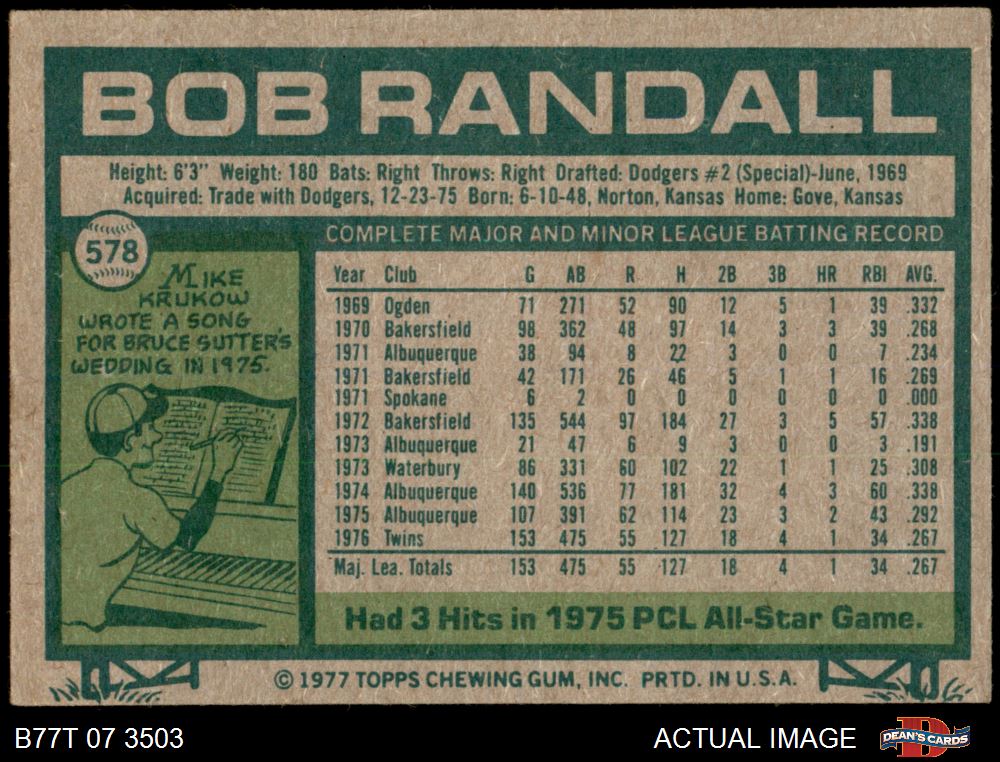 BOB RANDALL
Height: 6'3" Weight: 180 Bats: Right Throws: Right Drafted: Dodgers #2 (Special)-June, 1969
Acquired: Trade with Dodgers, 12-23-75 Born: 6-10-48, Norton, Kansas Home: Gove, Kansas
578
MIKE
KRUKOW
WROTE A SONG
FOR BRUCE SUTTER'S
WEDDING IN 1975.
COMPLETE MAJOR AND MINOR LEAGUE BATTING RECORD
Year Club G AB R H 2B 3B HR RBI AVG.
1969 Ogden 71 271 52 90 12 5 1 39 .332
1970 Bakersfield 98 362 48 97 14 3 3 39 .268
1971 Albuquerque 38 94 8 22 3 0 0 7 .234
1971 Bakersfield 42 171 26 46 5 1 1 16 .269
1971 Spokane 6 2 0 0 0 0 0 0 .000
1972 Bakersfield 135 544 97 184 27 3 5 57 .338
1973 Albuquerque 21 47 6 9 3 0 0 3 .191
1973 Waterbury 86 331 60 102 22 1 1 25 .308
1974 Albuquerque 140 536 77 181 32 4 3 60 .338
1975 Albuquerque 107 391 62 114 23 3 2 43 .292
1976 Twins 153 475 55 127 18 4 1 34 .267
Maj. Lea. Totals 153 475 55 127 18 4 1 34 .267
Had 3 Hits in 1975 PCL All-Star Game.
© 1977 TOPPS CHEWING GUM, INC. PRTD. IN U.S.A.
B77T 07 3503
ACTUAL IMAGE
D
DEAN'S CARDS